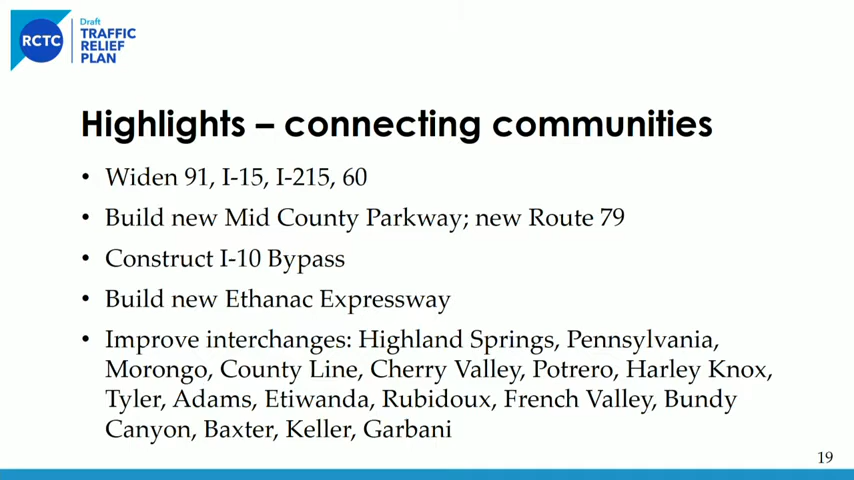 RCTC
Draft
TRAFFIC
RELIEF
PLAN
Highlights – connecting communities
• Widen 91, I-15, I-215, 60
• Build new Mid County Parkway; new Route 79
• Construct I-10 Bypass
• Build new Ethanac Expressway
• Improve interchanges: Highland Springs, Pennsylvania,
Morongo, County Line, Cherry Valley, Potrero, Harley Knox,
Tyler, Adams, Etiwanda, Rubidoux, French Valley, Bundy
Canyon, Baxter, Keller, Garbani
19